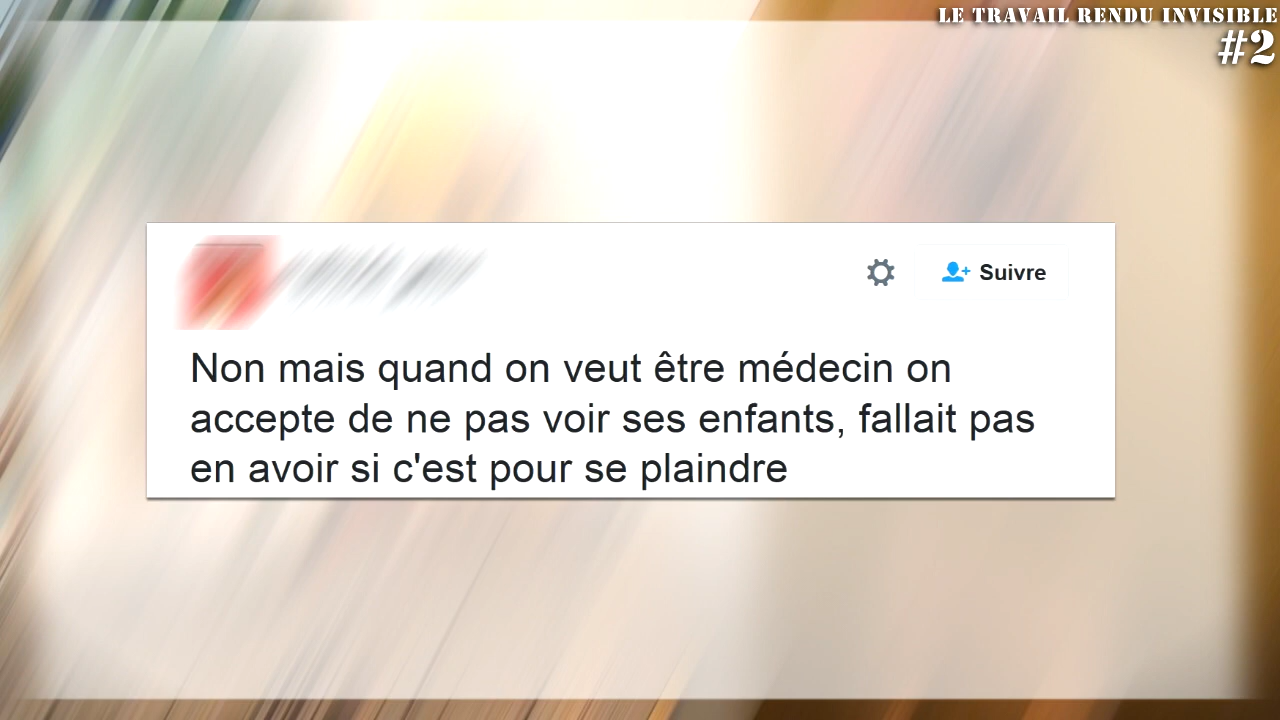 LE TRAVAIL RENDU INVISIBLE
#2
Suivre
Non mais quand on veut être médecin on
accepte de ne pas voir ses enfants, fallait pas
en avoir si c'est pour se plaindre